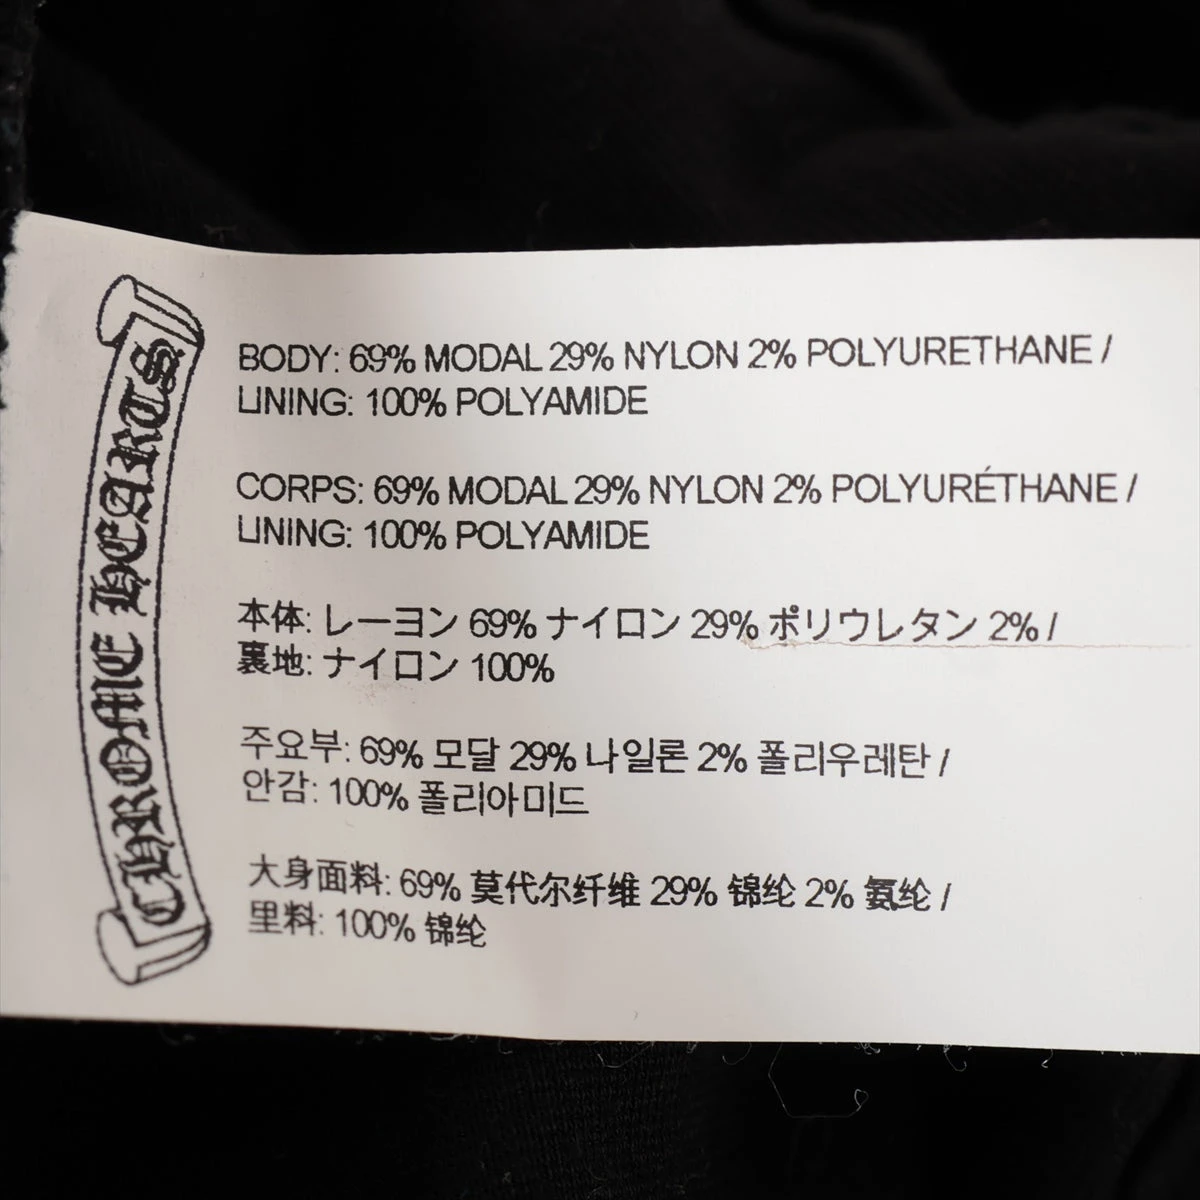 CHROME HEARTS
BODY: 69% MODAL 29% NYLON 2% POLYURETHANE /
LINING: 100% POLYAMIDE
CORPS: 69% MODAL 29% NYLON 2% POLYURÉTHANE /
LINING: 100% POLYAMIDE
本体: レーヨン 69% ナイロン 29% ポリウレタン 2% /
裏地: ナイロン 100%
주요부: 69% 모달 29% 나일론 2% 폴리우레탄 /
안감: 100% 폴리아미드
大身面料: 69% 莫代尔纤维 29% 锦纶 2% 氨纶 /
里料: 100% 锦纶